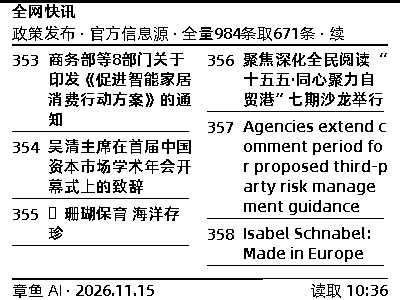 全网快讯
政策发布 · 官方信息源 · 全量984条取671条 · 续
353 商务部等8部门关于
印发《促进智能家居
消费行动方案》的通
知
354 吴清主席在首届中国
资本市场学术年会开
幕式上的致辞
355 ▯ 珊瑚保育 海洋存
珍
356 聚焦深化全民阅读 “
十五五·同心聚力自
贸港” 七期沙龙举行
357 Agencies extend c
omment period fo
r proposed third-p
arty risk manage
ment guidance
358 Isabel Schnabel:
Made in Europe
章鱼 AI · 2026.11.15
读取 10:36